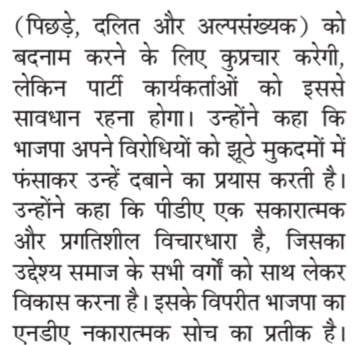 (पिछड़े, दलित और अल्पसंख्यक) को
बदनाम करने के लिए कुप्रचार करेगी,
लेकिन पार्टी कार्यकर्ताओं को इससे
सावधान रहना होगा। उन्होंने कहा कि
भाजपा अपने विरोधियों को झूठे मुकदमों में
फंसाकर उन्हें दबाने का प्रयास करती है।
उन्होंने कहा कि पीडीए एक सकारात्मक
और प्रगतिशील विचारधारा है, जिसका
उद्देश्य समाज के सभी वर्गों को साथ लेकर
विकास करना है। इसके विपरीत भाजपा का
एनडीए नकारात्मक सोच का प्रतीक है।